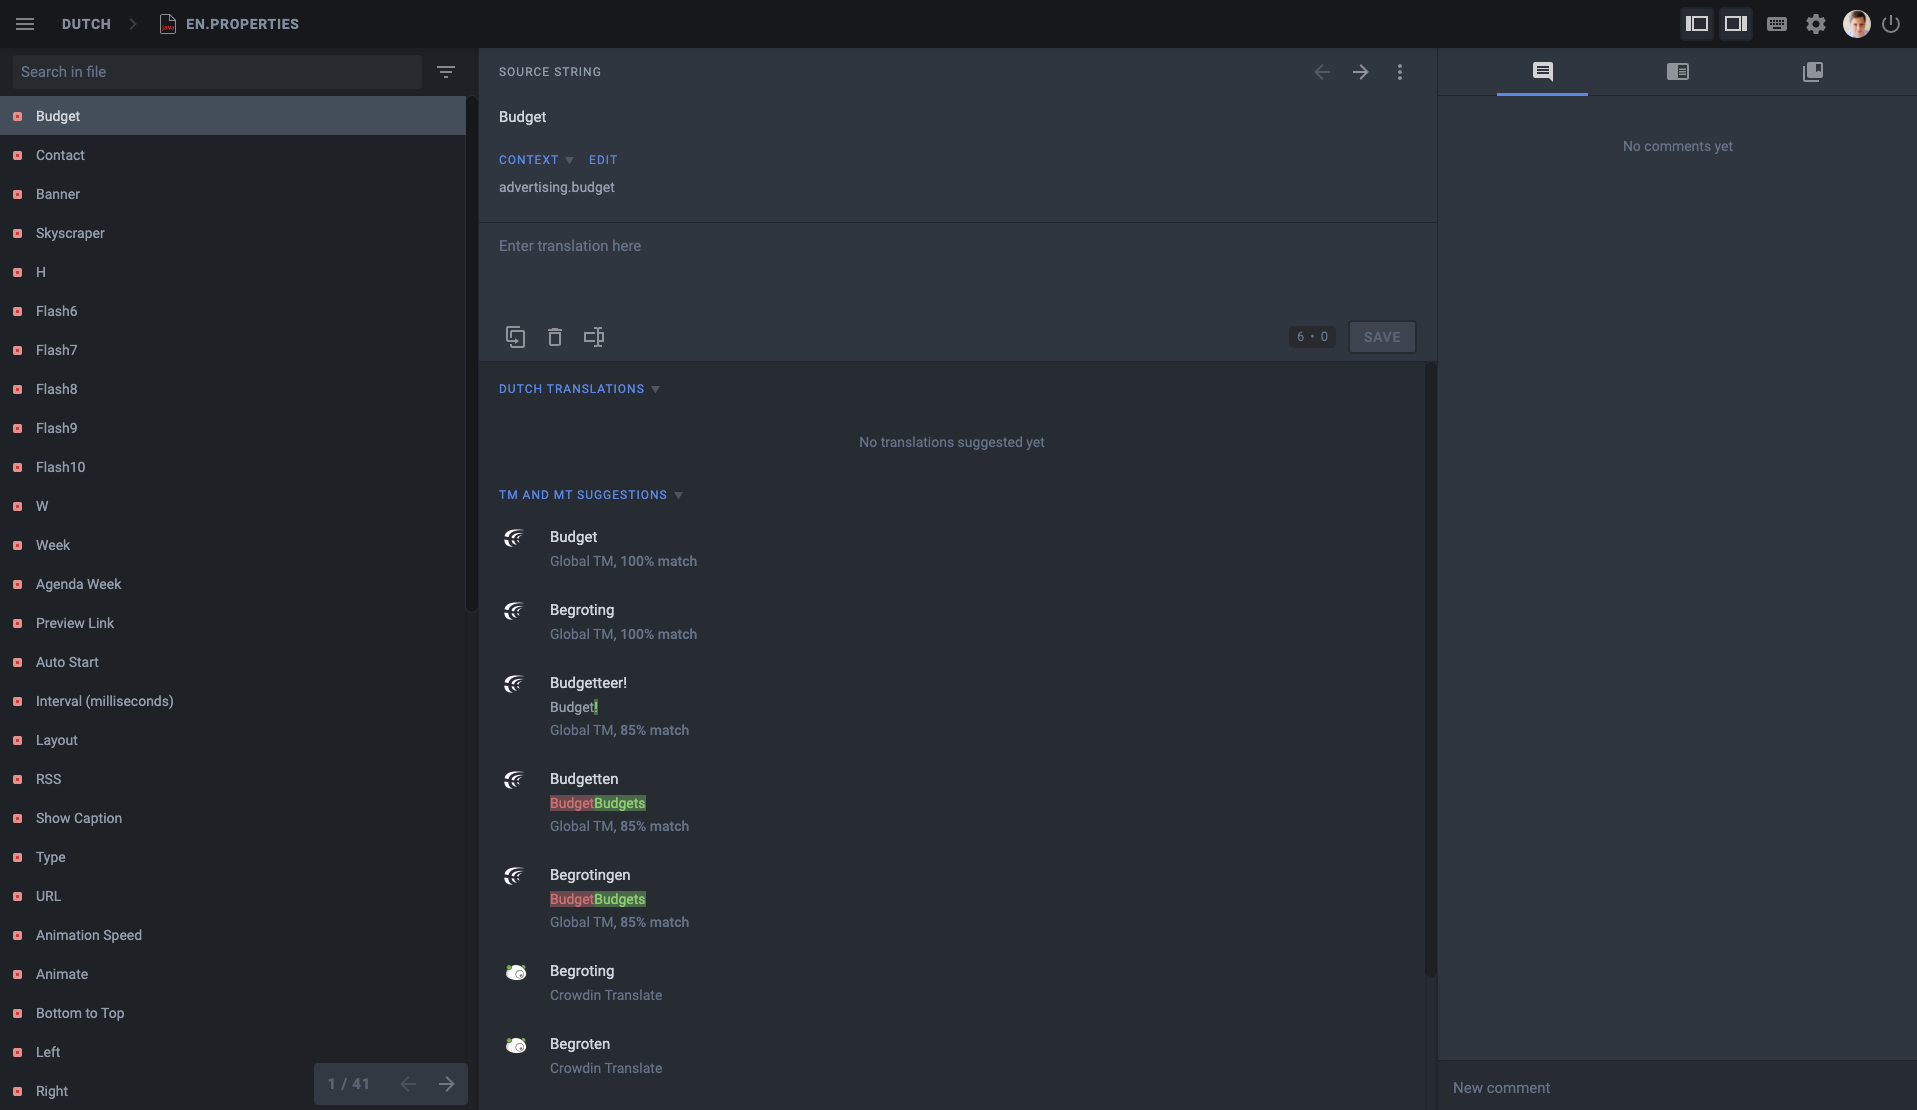 DUTCH
EN.PROPERTIES
Search in file
Budget
Contact
Banner
Skyscraper
H
Flash6
Flash7
Flash8
Flash9
Flash10
W
Week
Agenda Week
Preview Link
Auto Start
Interval (milliseconds)
Layout
RSS
Show Caption
Type
URL
Animation Speed
Animate
Bottom to Top
Left
Right
1 / 41
SOURCE STRING
Budget
CONTEXT EDIT
advertising.budget
Enter translation here
6 • 0 SAVE
DUTCH TRANSLATIONS
No translations suggested yet
TM AND MT SUGGESTIONS
Budget
Global TM, 100% match
Begroting
Global TM, 100% match
Budgetteer!
Budget!
Global TM, 85% match
Budgetten
BudgetBudgets
Global TM, 85% match
Begrotingen
BudgetBudgets
Global TM, 85% match
Begroting
Crowdin Translate
Begroten
Crowdin Translate
No comments yet
New comment